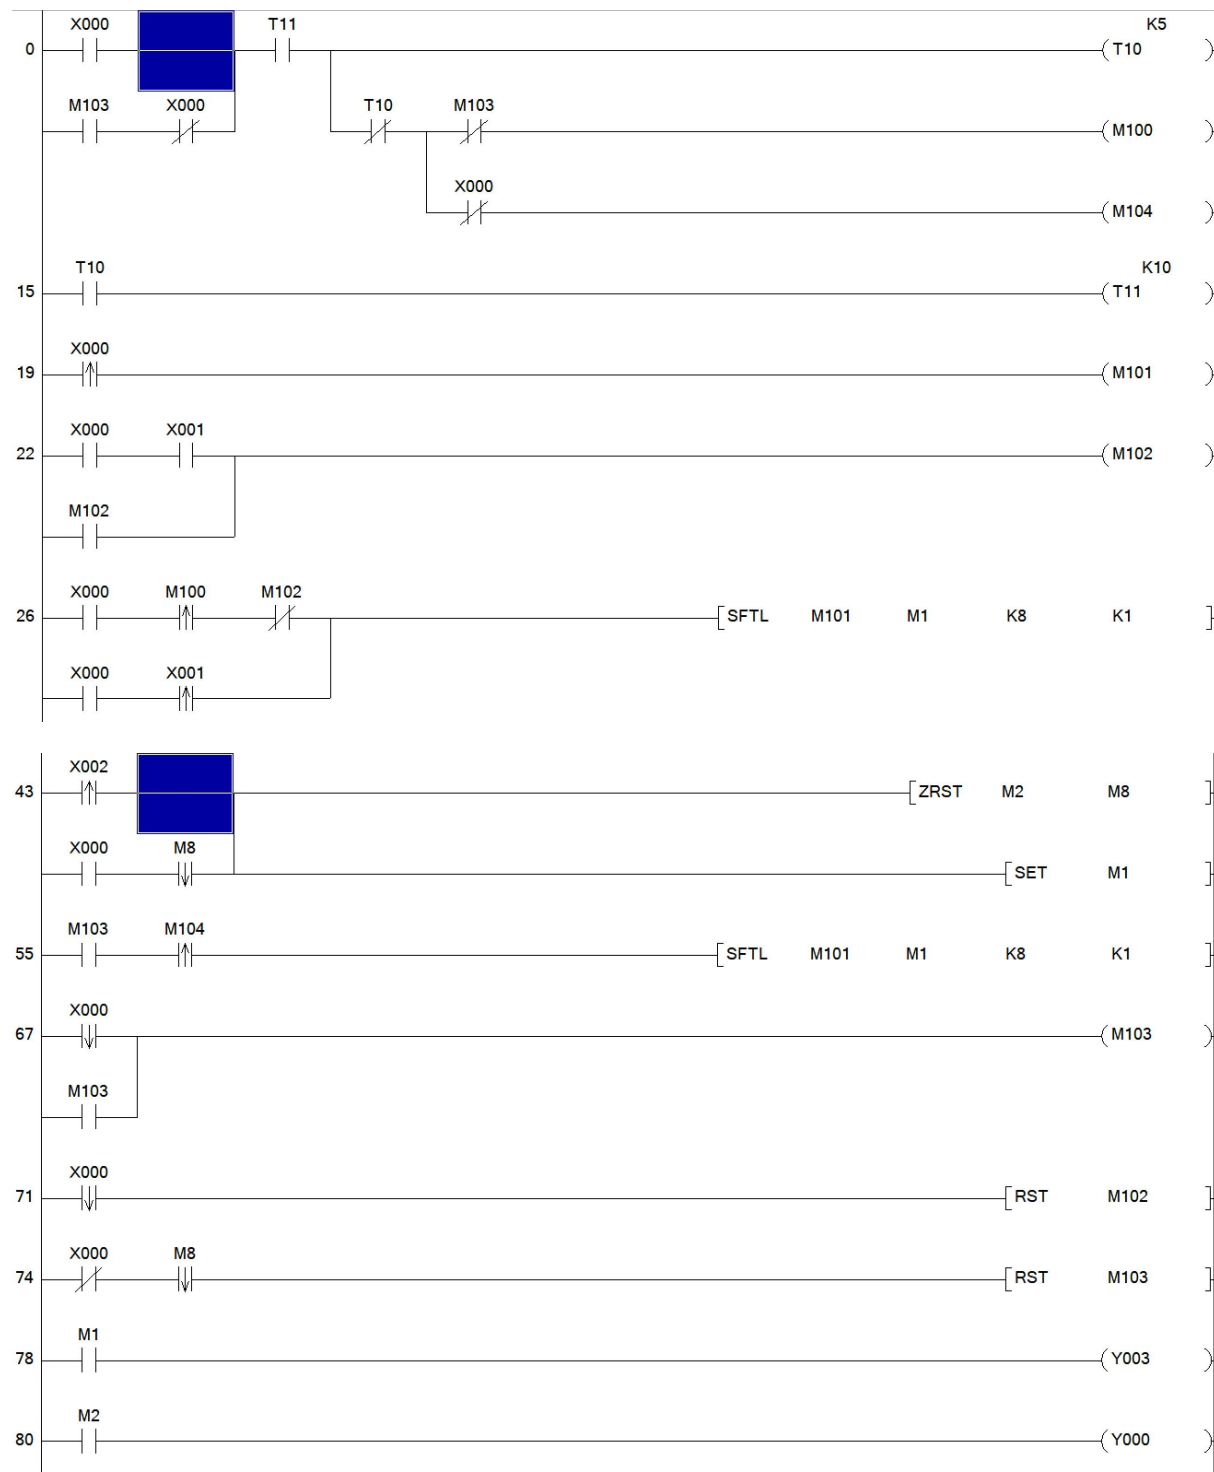 X000 T11 K5
0 T10
M103 X000 T10 M103
M100
X000
M104
T10 K10
15 T11
X000
19 M101
X000 X001
22 M102
M102
X000 M100 M102
26 SFTL M101 M1 K8 K1
X000 X001
X002
43 ZRST M2 M8
X000 M8
SET M1
M103 M104
55 SFTL M101 M1 K8 K1
X000
67 M103
M103
X000
71 RST M102
X000 M8
74 RST M103
M1
78 Y003
M2
80 Y000